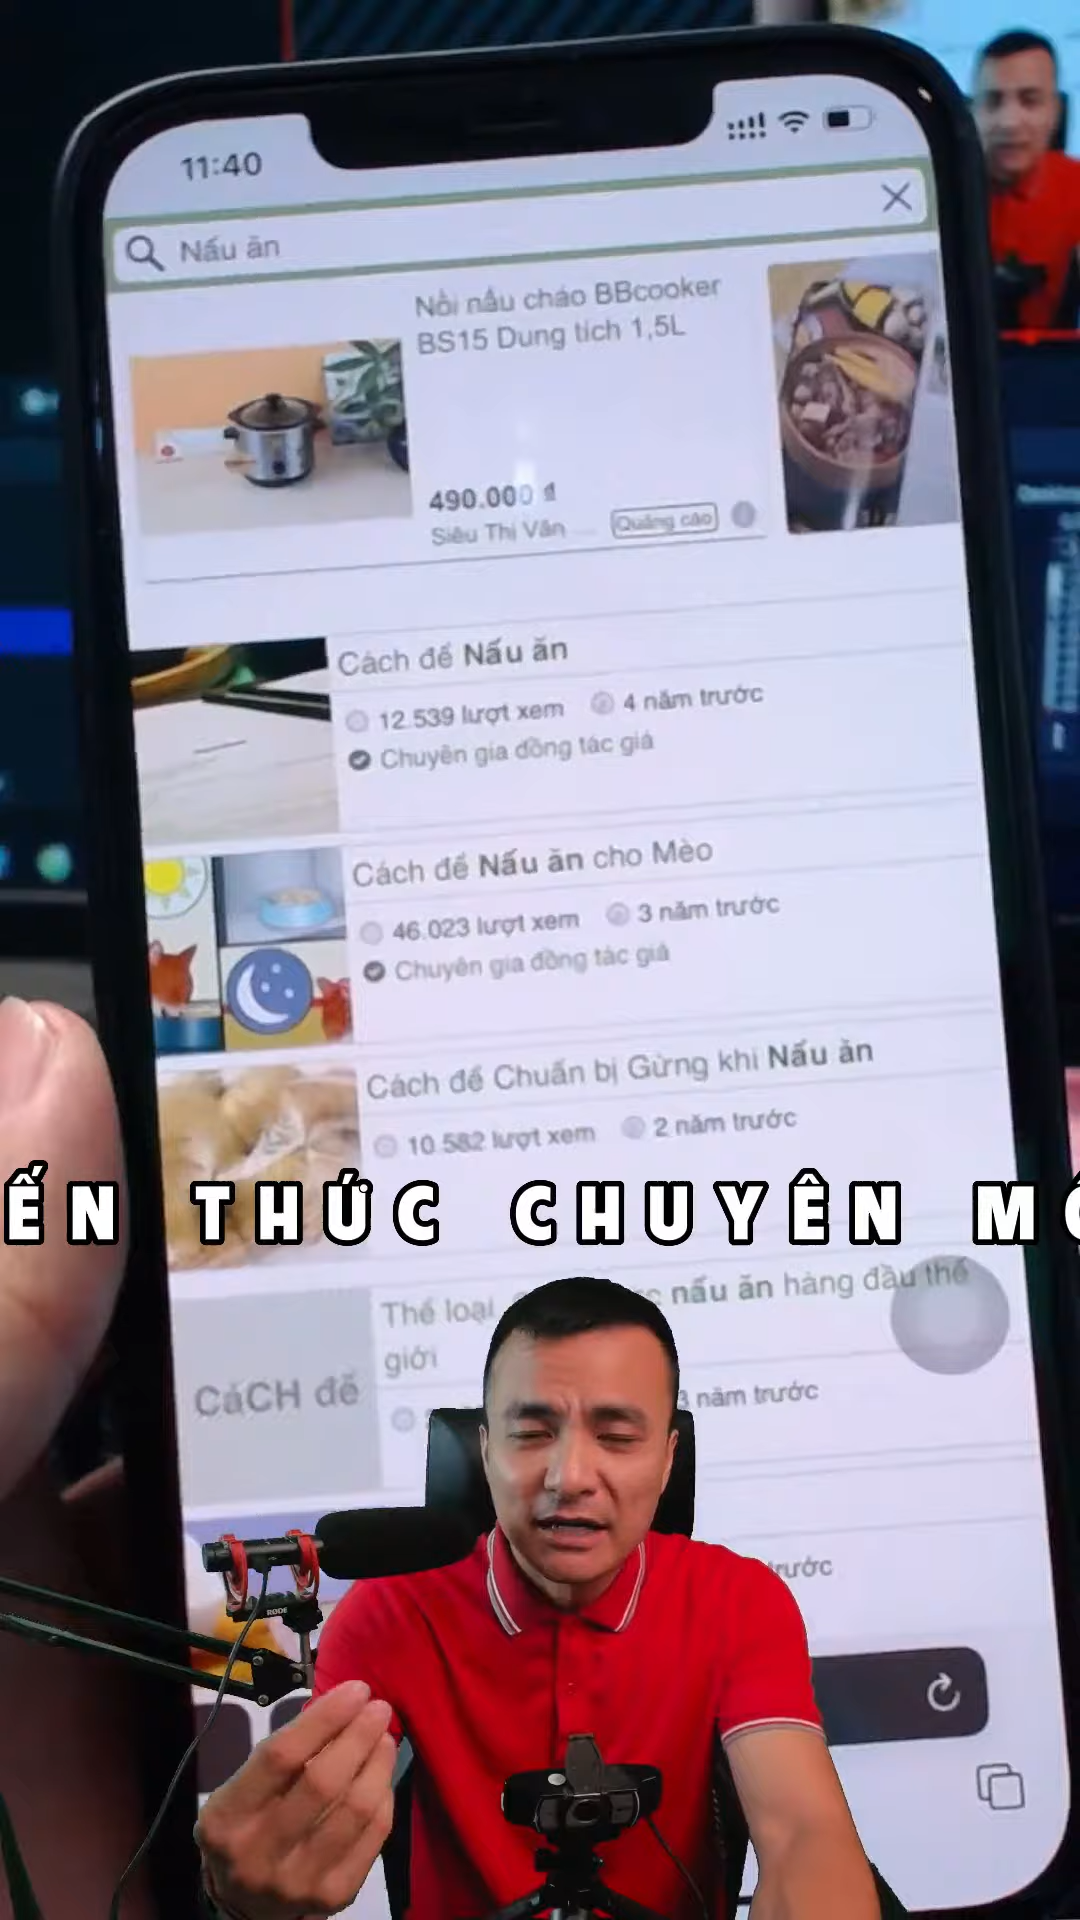 11:40
Nấu ăn
Nồi nấu cháo BBcooker
BS15 Dung tích 1,5L
490.000 đ
Siêu Thị Vân
Quảng cáo
Cách để Nấu ăn
12.539 lượt xem 4 năm trước
Chuyên gia đồng tác giả
Cách để Nấu ăn cho Mèo
46.023 lượt xem 3 năm trước
Chuyên gia đồng tác giả
Cách để Chuẩn bị Gừng khi Nấu ăn
10.582 lượt xem 2 năm trước
ẾN THỨC CHUYÊN M
Thể loại nấu ăn hàng đầu thế
giới
CáCH để
3 năm trước
trước
RØDE